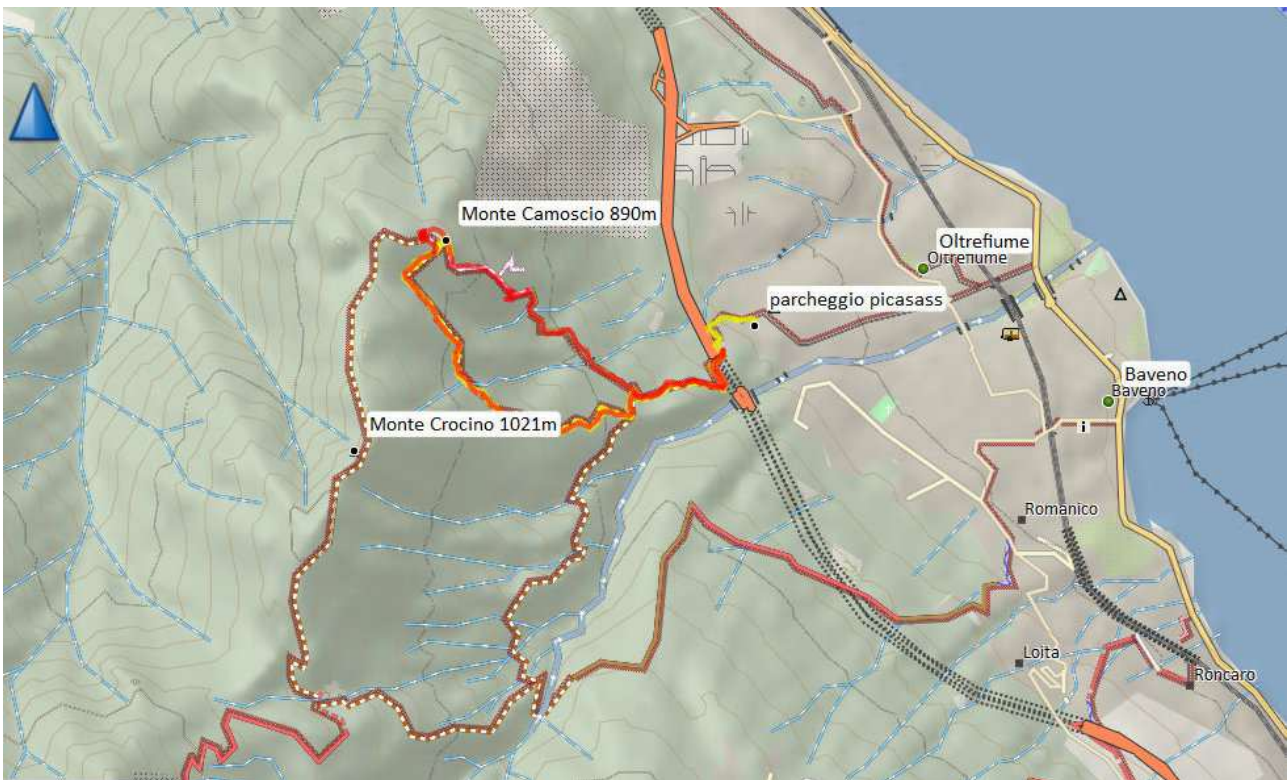 Monte Camoscio 890m
Oltrefiume
Oltrefiume
parcheggio picasass
Baveno
Baveno
Monte Crocino 1021m
i
Romanico
Loita
Roncaro